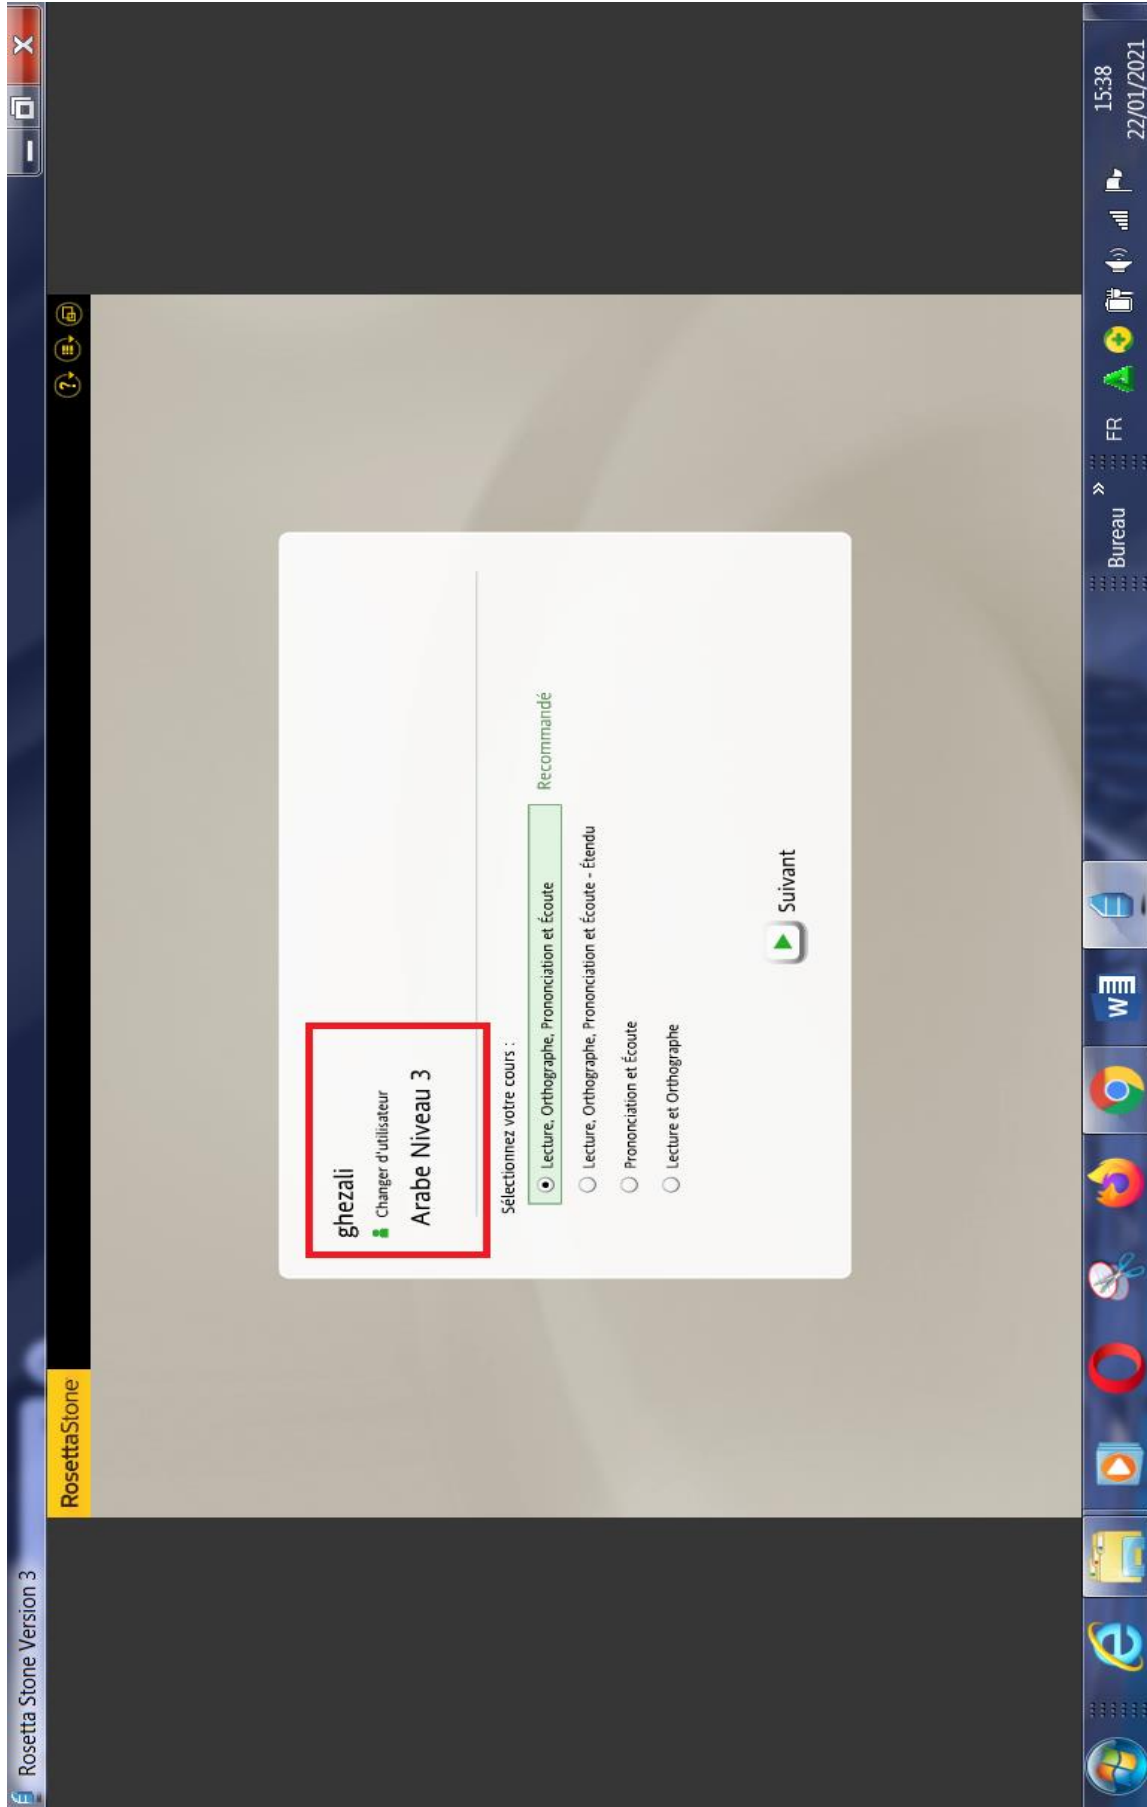 Rosetta Stone Version 3
RosettaStone
ghezali
Changer d'utilisateur
Arabe Niveau 3
Sélectionnez votre cours :
Lecture, Orthographe, Prononciation et Écoute
Recommandé
Lecture, Orthographe, Prononciation et Écoute - Étendu
Prononciation et Écoute
Lecture et Orthographe
Suivant
Bureau »
FR
15:38
22/01/2021